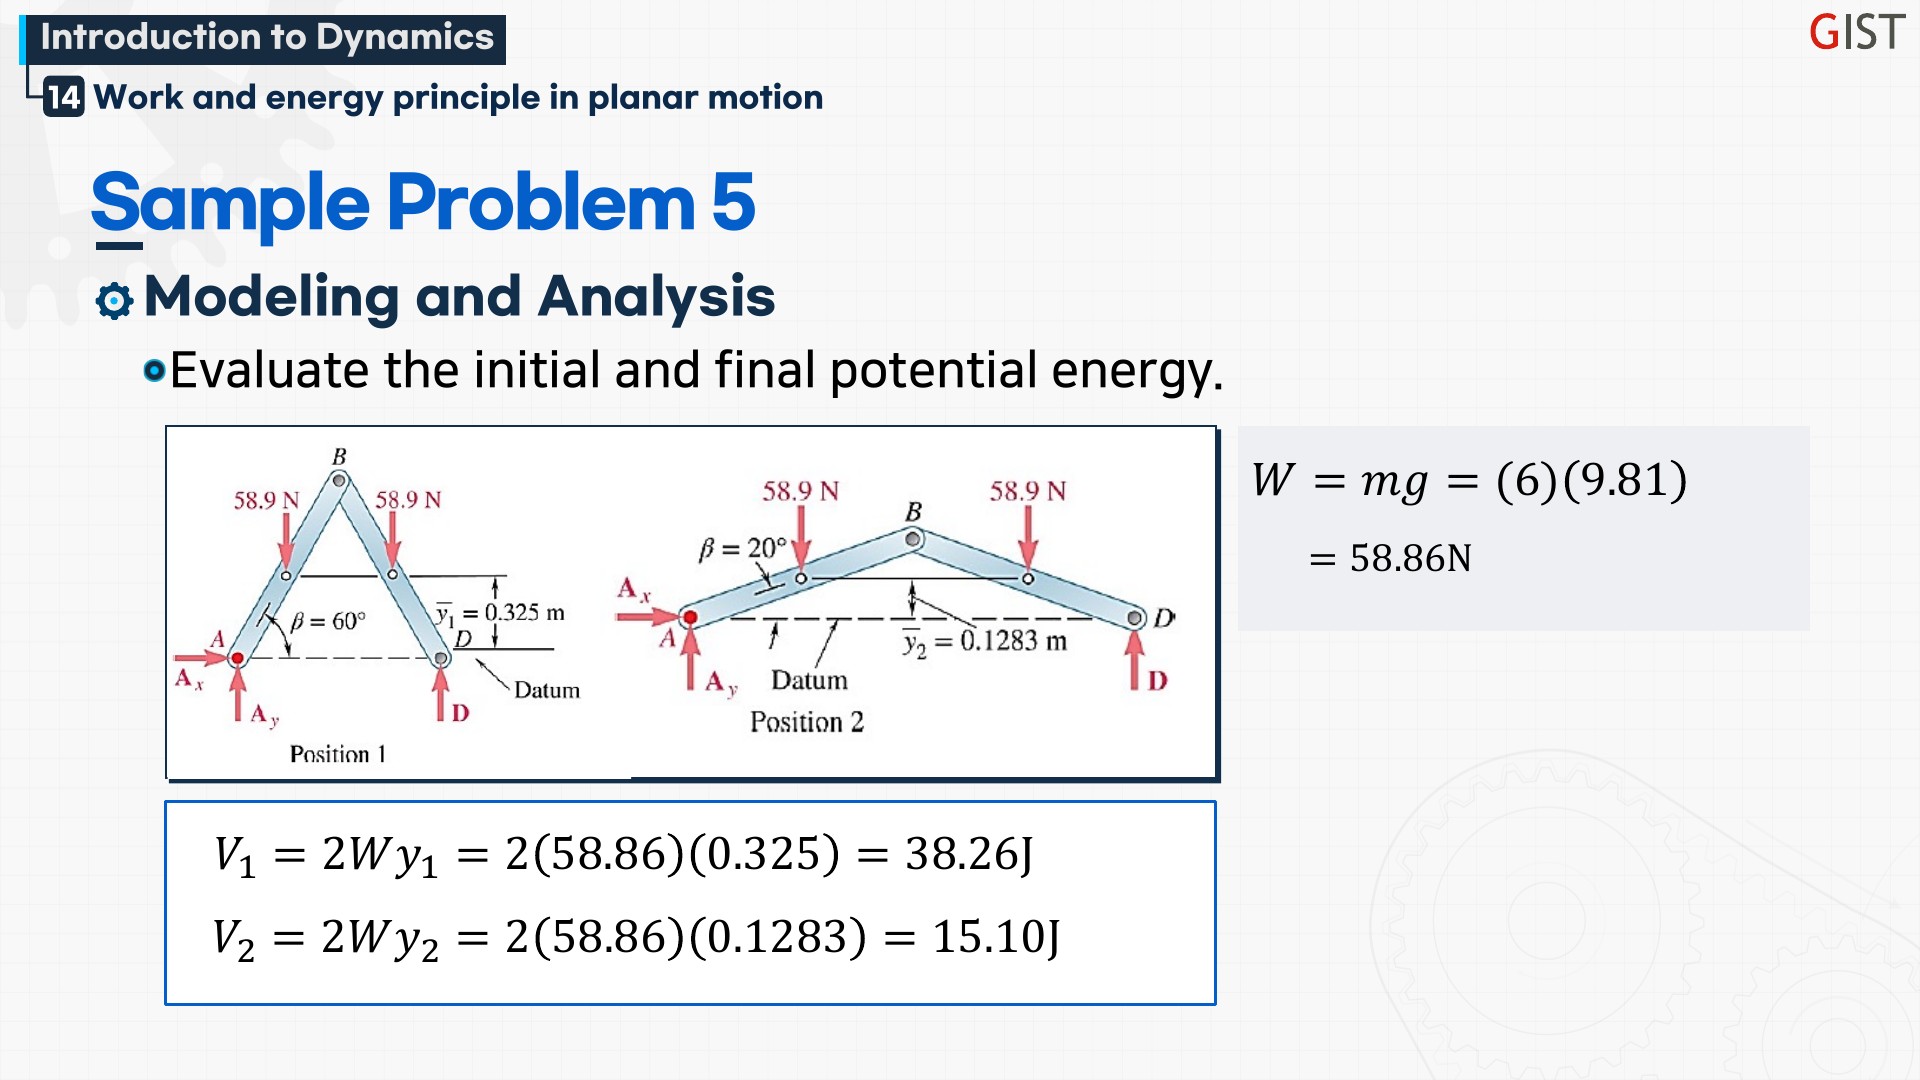 Introduction to Dynamics
GIST
14 Work and energy principle in planar motion
Sample Problem 5
Modeling and Analysis
Evaluate the initial and final potential energy.
B
58.9 N
58.9 N
β = 60°
y̅₁ = 0.325 m
A
D
Aₓ
A_y
D
Datum
Position 1
58.9 N
58.9 N
B
β = 20°
Aₓ
A
D
y̅₂ = 0.1283 m
A_y
Datum
D
Position 2
W = mg = (6)(9.81)
= 58.86N
V₁ = 2Wy₁ = 2(58.86)(0.325) = 38.26J
V₂ = 2Wy₂ = 2(58.86)(0.1283) = 15.10J